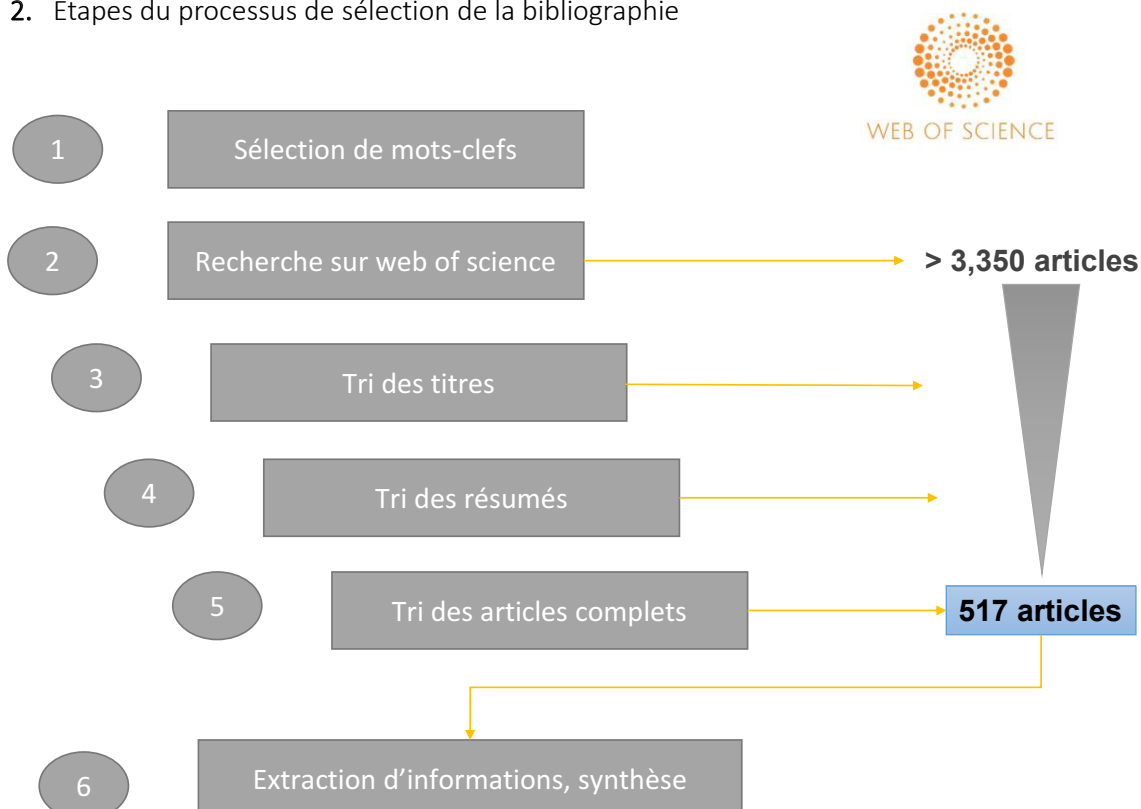 2. Etapes du processus de sélection de la bibliographie
WEB OF SCIENCE
1 Sélection de mots-clefs
2 Recherche sur web of science > 3,350 articles
3 Tri des titres
4 Tri des résumés
5 Tri des articles complets 517 articles
6 Extraction d’informations, synthèse